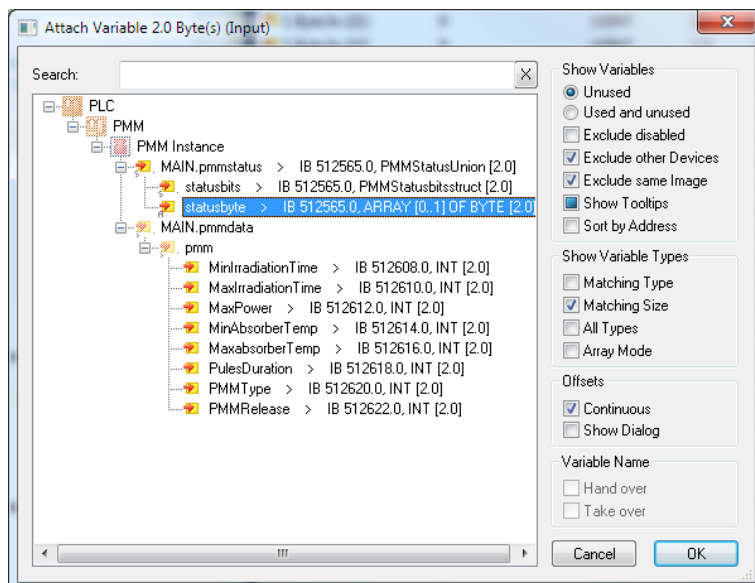 Attach Variable 2.0 Byte(s) (Input)
Search:
X
PLC
PMM
PMM Instance
MAIN.pmmstatus > IB 512565.0, PMMStatusUnion [2.0]
statusbits > IB 512565.0, PMMStatusbitsstruct [2.0]
statusbyte > IB 512565.0, ARRAY [0..1] OF BYTE [2.0]
MAIN.pmmdata
pmm
MinIrradiationTime > IB 512608.0, INT [2.0]
MaxIrradiationTime > IB 512610.0, INT [2.0]
MaxPower > IB 512612.0, INT [2.0]
MinAbsorberTemp > IB 512614.0, INT [2.0]
MaxabsorberTemp > IB 512616.0, INT [2.0]
PulesDuration > IB 512618.0, INT [2.0]
PMMType > IB 512620.0, INT [2.0]
PMMRelease > IB 512622.0, INT [2.0]
Show Variables
Unused
Used and unused
Exclude disabled
Exclude other Devices
Exclude same Image
Show Tooltips
Sort by Address
Show Variable Types
Matching Type
Matching Size
All Types
Array Mode
Offsets
Continuous
Show Dialog
Variable Name
Hand over
Take over
Cancel
OK